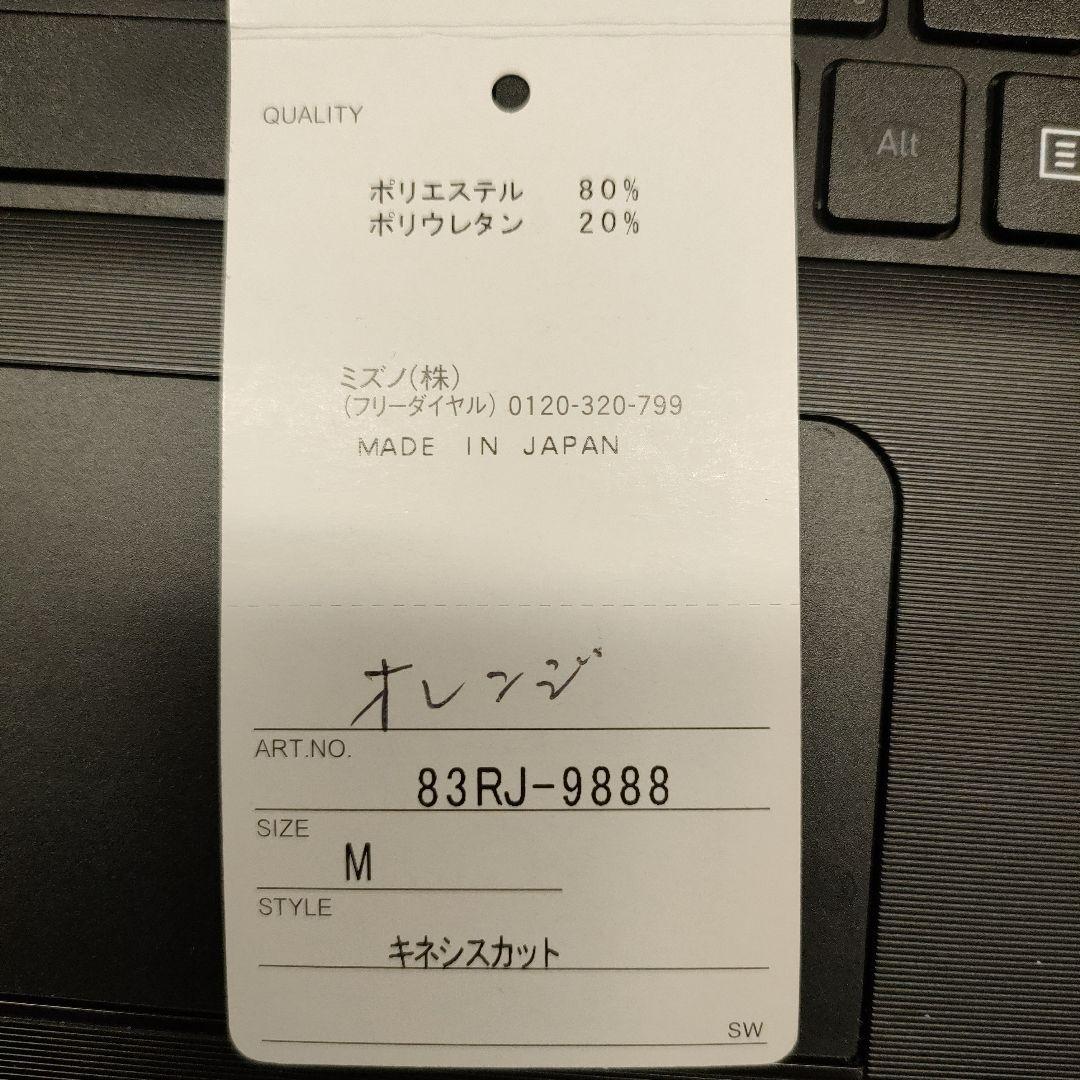 QUALITY
ポリエステル 80%
ポリウレタン 20%
ミズノ(株)
(フリーダイヤル) 0120-320-799
MADE IN JAPAN
オレンジ
ART.NO.
83RJ-9888
SIZE
M
STYLE
キネシスカット
SW
Alt